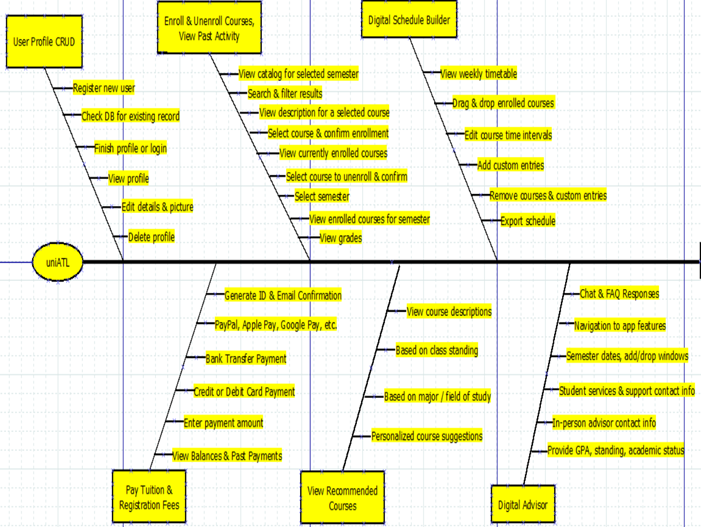 User Profile CRUD
Register new user
Check DB for existing record
Finish profile or login
View profile
Edit details & picture
Delete profile
Enroll & Unenroll Courses,
View Past Activity
View catalog for selected semester
Search & filter results
View description for a selected course
Select course & confirm enrollment
View currently enrolled courses
Select course to unenroll & confirm
Select semester
View enrolled courses for semester
View grades
Digital Schedule Builder
View weekly timetable
Drag & drop enrolled courses
Edit course time intervals
Add custom entries
Remove courses & custom entries
Export schedule
uniATL
Generate ID & Email Confirmation
PayPal, Apple Pay, Google Pay, etc.
Bank Transfer Payment
Credit or Debit Card Payment
Enter payment amount
View Balances & Past Payments
Pay Tuition &
Registration Fees
View course descriptions
Based on class standing
Based on major / field of study
Personalized course suggestions
View Recommended
Courses
Chat & FAQ Responses
Navigation to app features
Semester dates, add/drop windows
Student services & support contact info
In-person advisor contact info
Provide GPA, standing, academic status
Digital Advisor